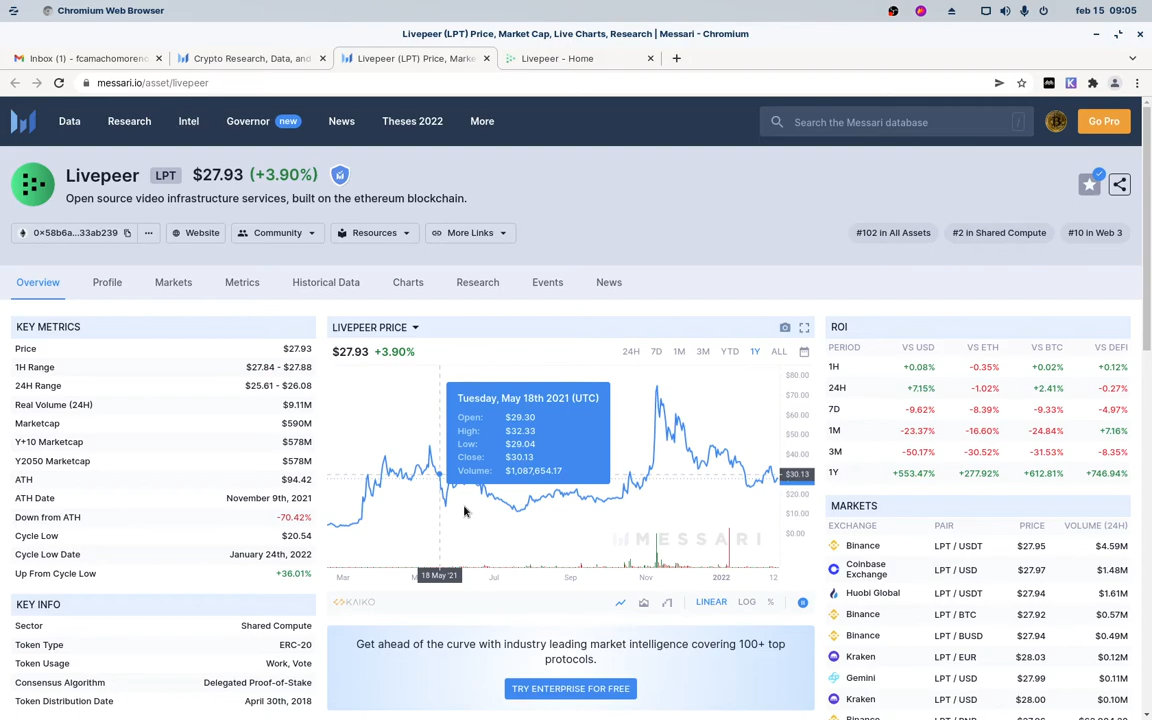 Chromium Web Browser
feb 15 09:05
Livepeer (LPT) Price, Market Cap, Live Charts, Research | Messari - Chromium
Inbox (1) - fcamachomoreno
Crypto Research, Data, and
Livepeer (LPT) Price, Marke
Livepeer - Home
messari.io/asset/livepeer
Data
Research
Intel
Governor new
News
Theses 2022
More
Search the Messari database /
Go Pro
Livepeer LPT $27.93 (+3.90%)
Open source video infrastructure services, built on the ethereum blockchain.
0x58b6a...33ab239
Website
Community
Resources
More Links
#102 in All Assets
#2 in Shared Compute
#10 in Web 3
Overview
Profile
Markets
Metrics
Historical Data
Charts
Research
Events
News
KEY METRICS
Price $27.93
1H Range $27.84 - $27.88
24H Range $25.61 - $26.08
Real Volume (24H) $9.11M
Marketcap $590M
Y+10 Marketcap $578M
Y2050 Marketcap $578M
ATH $94.42
ATH Date November 9th, 2021
Down from ATH -70.42%
Cycle Low $20.54
Cycle Low Date January 24th, 2022
Up From Cycle Low +36.01%
KEY INFO
Sector Shared Compute
Token Type ERC-20
Token Usage Work, Vote
Consensus Algorithm Delegated Proof-of-Stake
Token Distribution Date April 30th, 2018
LIVEPEER PRICE
$27.93 +3.90%
24H 7D 1M 3M YTD 1Y ALL
$80.00
$70.00
$60.00
$50.00
$40.00
$30.13
$20.00
$10.00
$0.00
Tuesday, May 18th 2021 (UTC)
Open: $29.30
High: $32.33
Low: $29.04
Close: $30.13
Volume: $1,087,654.17
MESSARI
Mar 18 May '21 Jul Sep Nov 2022 12
KAIKO
LINEAR LOG %
Get ahead of the curve with industry leading market intelligence covering 100+ top
protocols.
TRY ENTERPRISE FOR FREE
ROI
PERIOD VS USD VS ETH VS BTC VS DEFI
1H +0.08% -0.35% +0.02% +0.12%
24H +7.15% -1.02% +2.41% -0.27%
7D -9.62% -8.39% -9.33% -4.97%
1M -23.37% -16.60% -24.84% +7.16%
3M -50.17% -30.52% -31.53% -8.35%
1Y +553.47% +277.92% +612.81% +746.94%
MARKETS
EXCHANGE PAIR PRICE VOLUME (24H)
Binance LPT / USDT $27.95 $4.59M
Coinbase
Exchange LPT / USD $27.97 $1.48M
Huobi Global LPT / USDT $27.94 $1.61M
Binance LPT / BTC $27.92 $0.57M
Binance LPT / BUSD $27.94 $0.49M
Kraken LPT / EUR $28.03 $0.12M
Gemini LPT / USD $27.99 $0.11M
Kraken LPT / USD $28.00 $0.10M